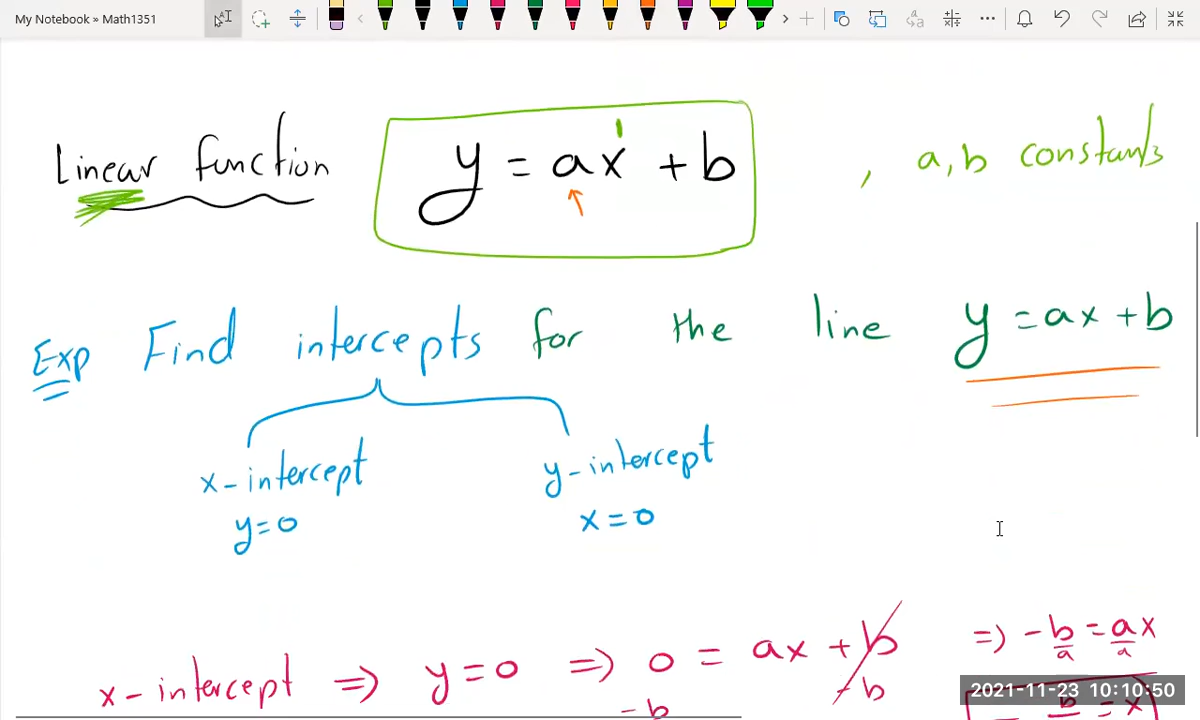 My Notebook » Math1351
Linear function y = ax¹ + b , a, b constants
Exp Find intercepts for the line y = ax + b
x-intercept y-intercept
y = 0 x = 0
x-intercept => y = 0 => 0 = ax + b => -b/a = ax/a
-b -b
- b = x
2021-11-23 10:10:50